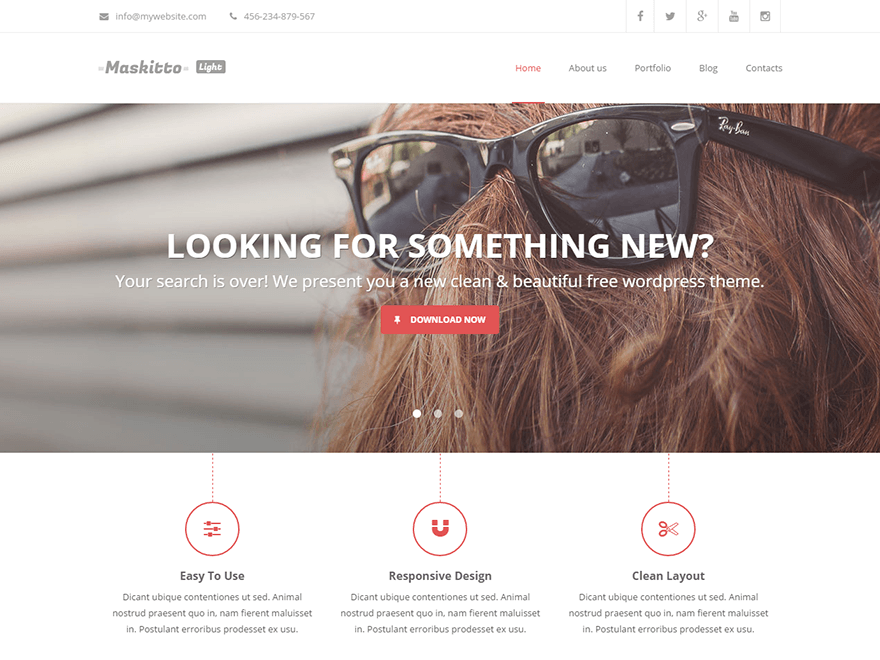 info@mywebsite.com 456-234-879-567
Maskitto Light
Home About us Portfolio Blog Contacts
Ray-Ban
LOOKING FOR SOMETHING NEW?
Your search is over! We present you a new clean & beautiful free wordpress theme.
DOWNLOAD NOW
Easy To Use
Dicant ubique contentiones ut sed. Animal
nostrud praesent quo in, nam fierent maluisset
in. Postulant erroribus prodesset ex usu.
Responsive Design
Dicant ubique contentiones ut sed. Animal
nostrud praesent quo in, nam fierent maluisset
in. Postulant erroribus prodesset ex usu.
Clean Layout
Dicant ubique contentiones ut sed. Animal
nostrud praesent quo in, nam fierent maluisset
in. Postulant erroribus prodesset ex usu.